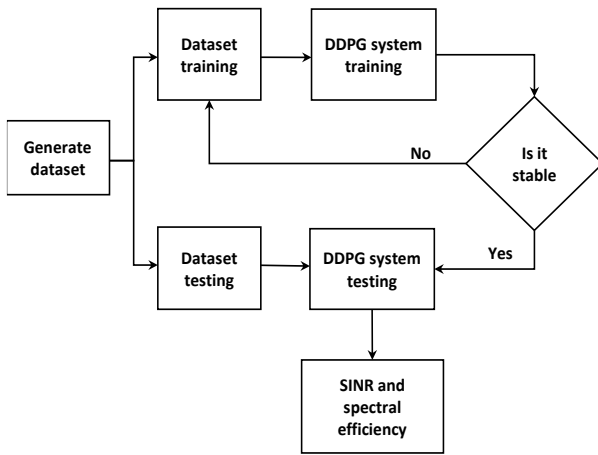 Dataset
training
DDPG system
training
Generate
dataset
No
Is it
stable
Yes
Dataset
testing
DDPG system
testing
SINR and
spectral
efficiency